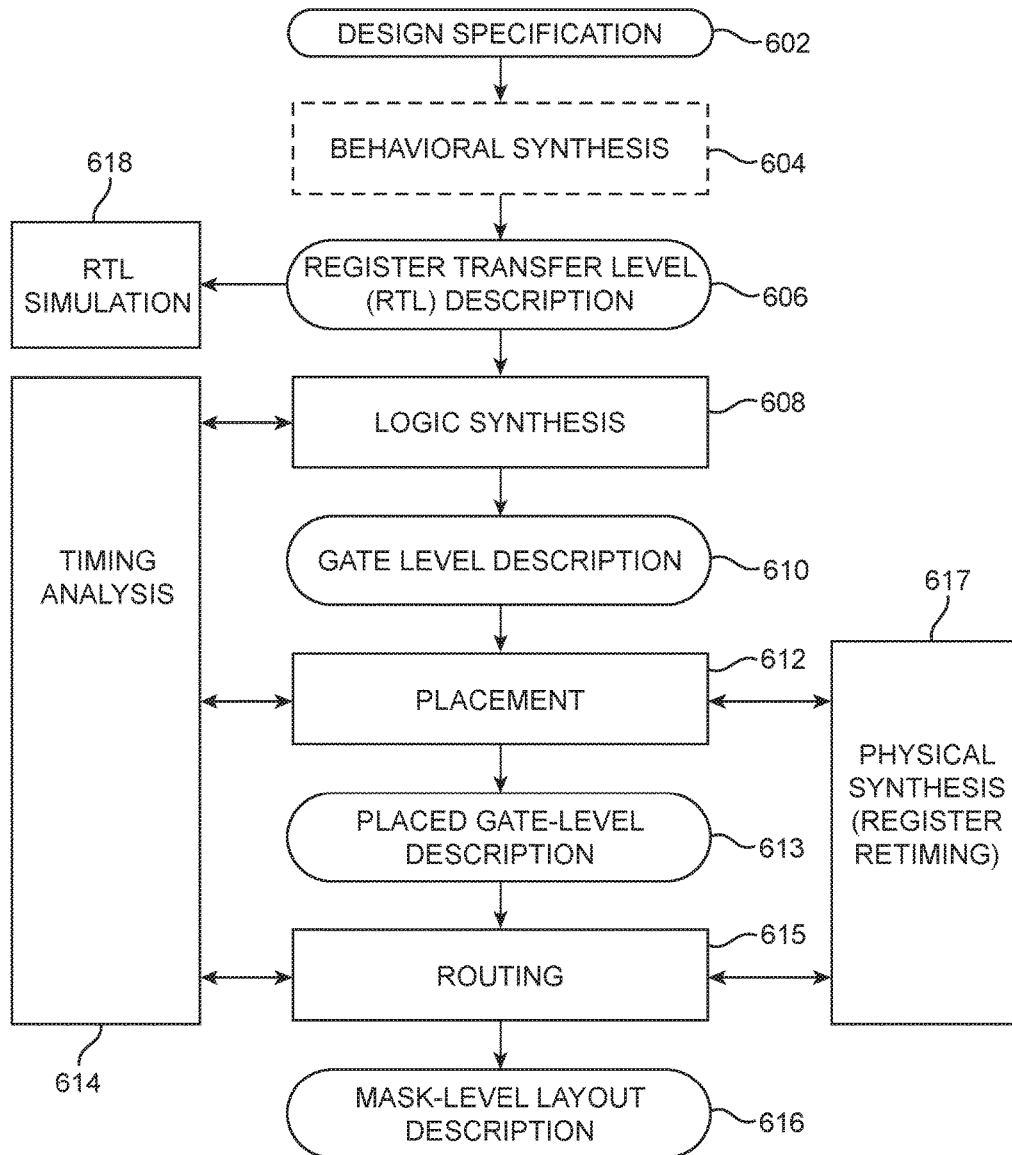 DESIGN SPECIFICATION
602
BEHAVIORAL SYNTHESIS
604
618
RTL
SIMULATION
REGISTER TRANSFER LEVEL
(RTL) DESCRIPTION
606
LOGIC SYNTHESIS
608
TIMING
ANALYSIS
GATE LEVEL DESCRIPTION
610
617
PLACEMENT
612
PHYSICAL
SYNTHESIS
(REGISTER
RETIMING)
PLACED GATE-LEVEL
DESCRIPTION
613
ROUTING
615
614
MASK-LEVEL LAYOUT
DESCRIPTION
616